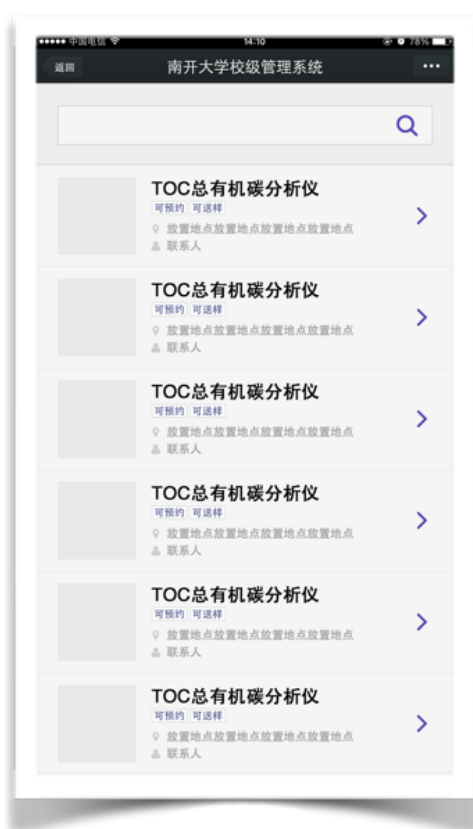 中国电信 14:10 78%
返回 南开大学校级管理系统
TOC总有机碳分析仪
可预约 可送样
放置地点放置地点放置地点放置地点
联系人
TOC总有机碳分析仪
可预约 可送样
放置地点放置地点放置地点放置地点
联系人
TOC总有机碳分析仪
可预约 可送样
放置地点放置地点放置地点放置地点
联系人
TOC总有机碳分析仪
可预约 可送样
放置地点放置地点放置地点放置地点
联系人
TOC总有机碳分析仪
可预约 可送样
放置地点放置地点放置地点放置地点
联系人
TOC总有机碳分析仪
可预约 可送样
放置地点放置地点放置地点放置地点
联系人